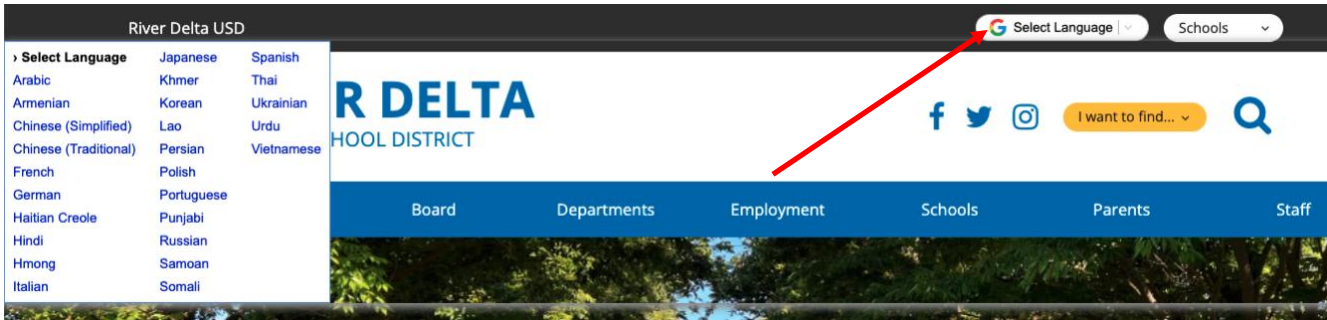 River Delta USD
Select Language
Schools
› Select Language
Arabic
Armenian
Chinese (Simplified)
Chinese (Traditional)
French
German
Haitian Creole
Hindi
Hmong
Italian
Japanese
Khmer
Korean
Lao
Persian
Polish
Portuguese
Punjabi
Russian
Samoan
Somali
Spanish
Thai
Ukrainian
Urdu
Vietnamese
R DELTA
HOOL DISTRICT
I want to find...
Board
Departments
Employment
Schools
Parents
Staff